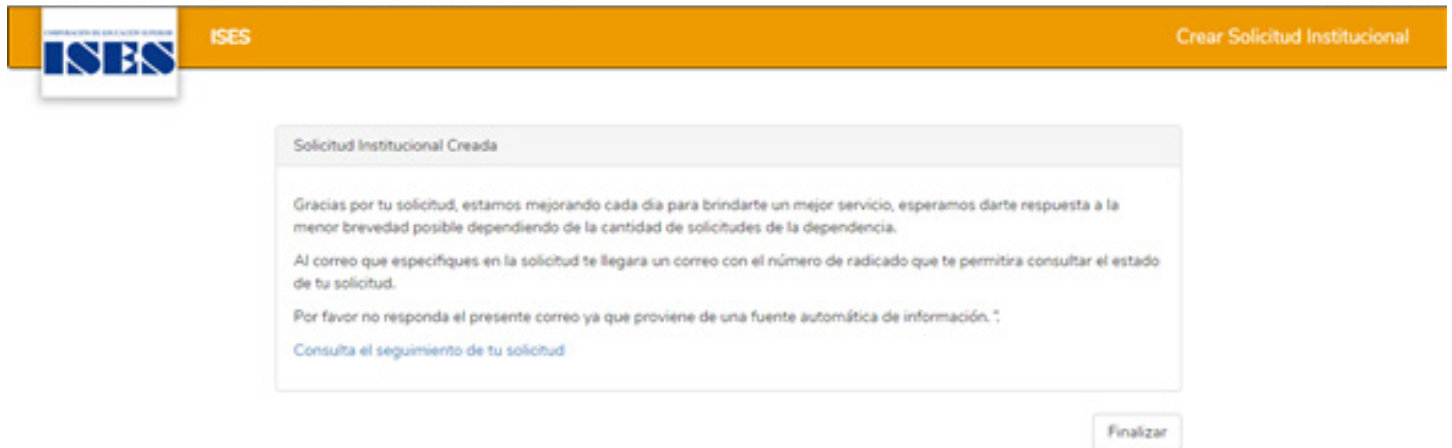 CORPORACIÓN DE EDUCACIÓN SUPERIOR
ISES
ISES
Crear Solicitud Institucional
Solicitud Institucional Creada
Gracias por tu solicitud, estamos mejorando cada dia para brindarte un mejor servicio, esperamos darte respuesta a la
menor brevedad posible dependiendo de la cantidad de solicitudes de la dependencia.
Al correo que especifiques en la solicitud te llegara un correo con el número de radicado que te permitira consultar el estado
de tu solicitud.
Por favor no responda el presente correo ya que proviene de una fuente automática de información. ".
Consulta el seguimiento de tu solicitud
Finalizar